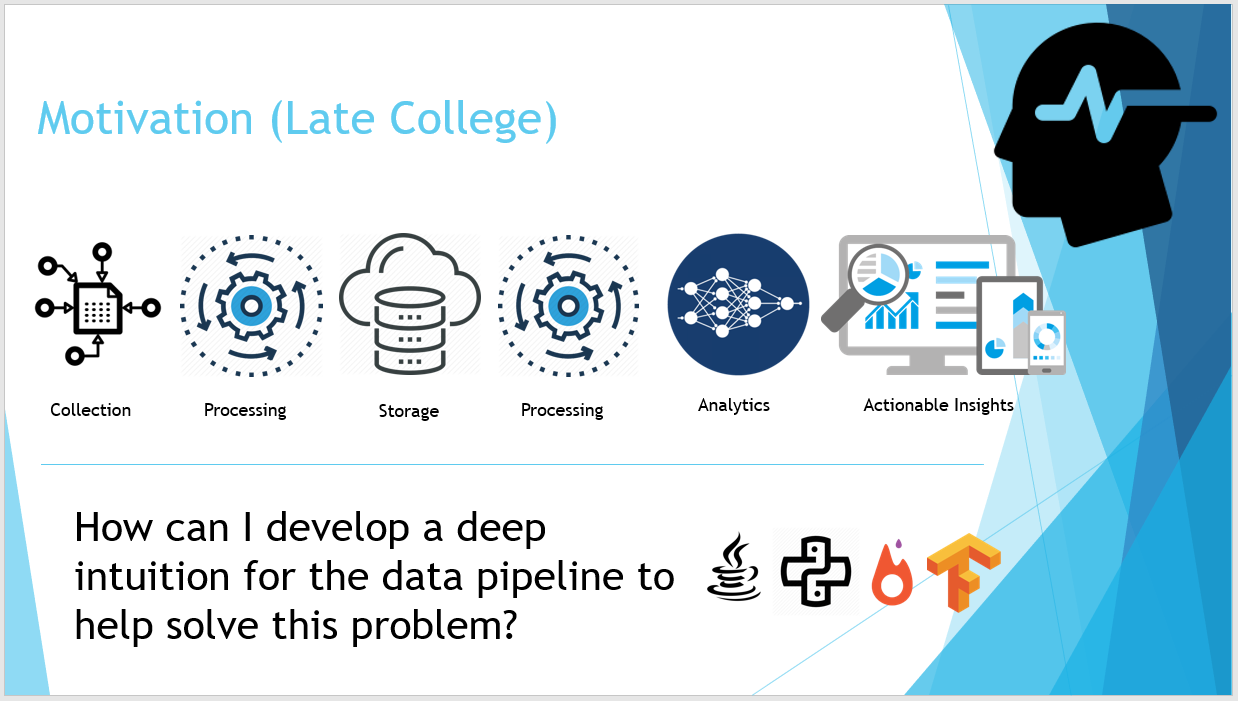 Motivation (Late College)
Collection
Processing
Storage
Processing
Analytics
Actionable Insights
How can I develop a deep
intuition for the data pipeline to
help solve this problem?